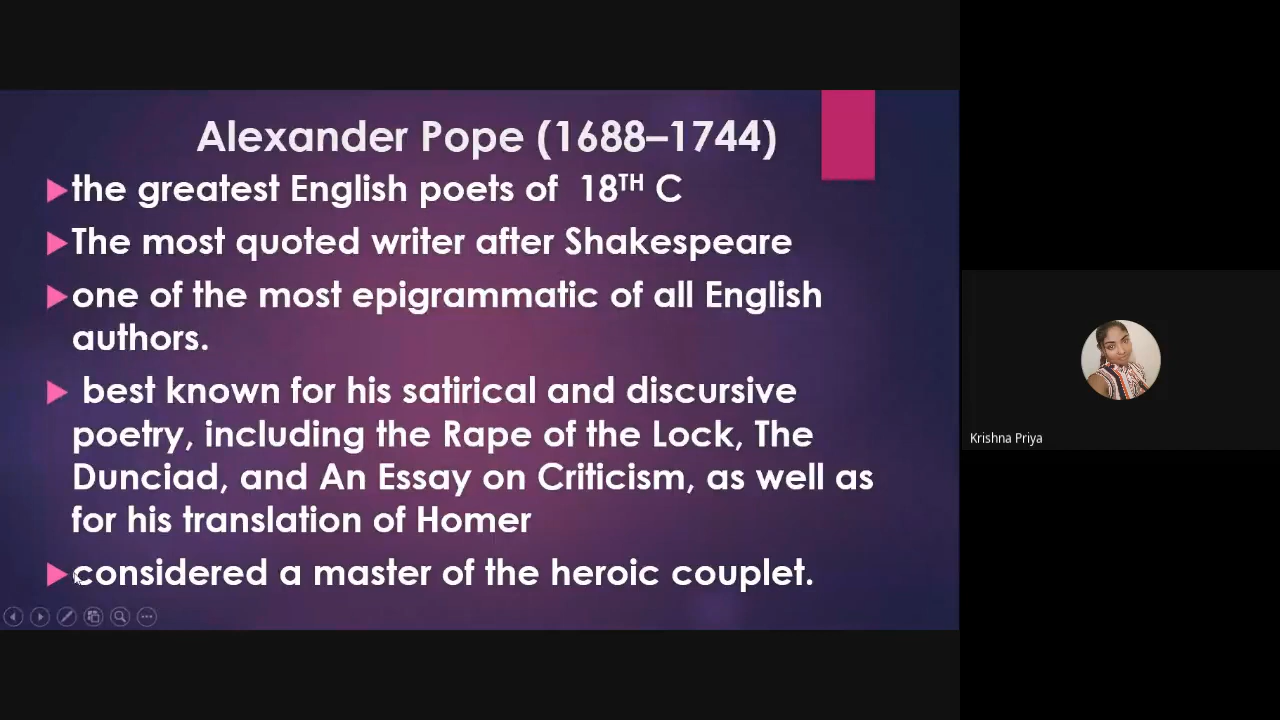 Alexander Pope (1688–1744)
the greatest English poets of 18TH C
The most quoted writer after Shakespeare
one of the most epigrammatic of all English
authors.
best known for his satirical and discursive
poetry, including the Rape of the Lock, The
Dunciad, and An Essay on Criticism, as well as
for his translation of Homer
considered a master of the heroic couplet.
Krishna Priya